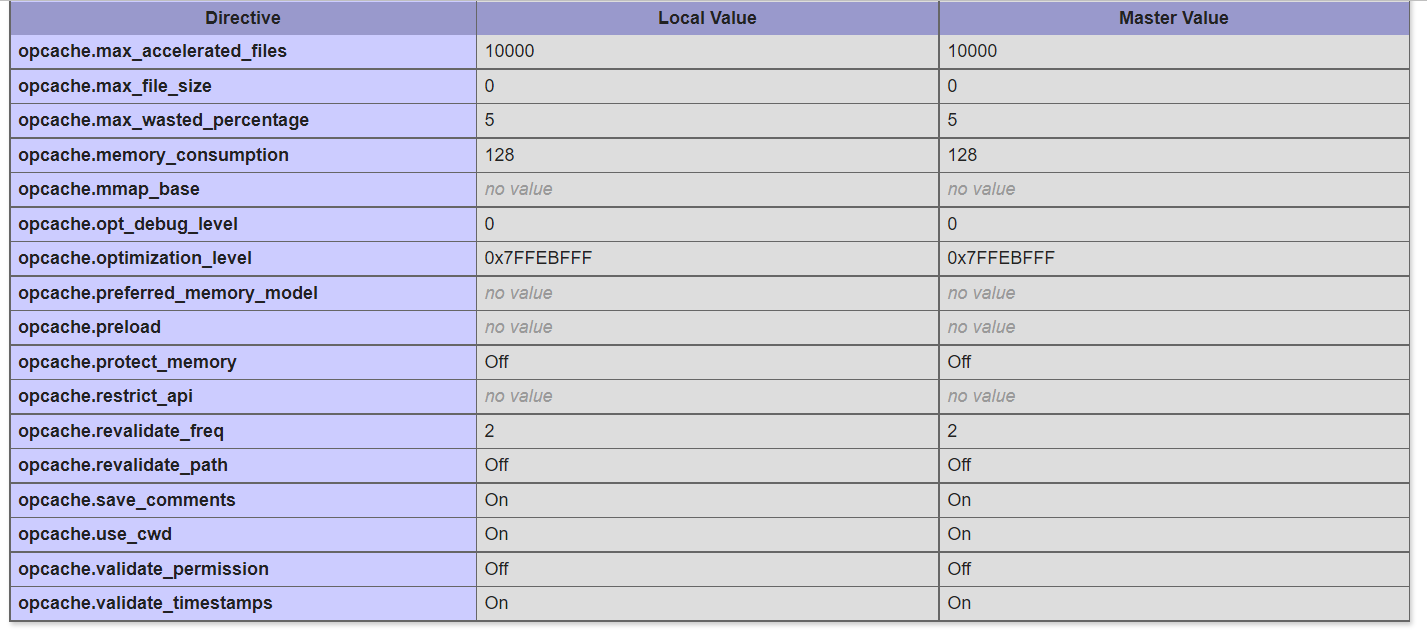 Directive Local Value Master Value
opcache.max_accelerated_files 10000 10000
opcache.max_file_size 0 0
opcache.max_wasted_percentage 5 5
opcache.memory_consumption 128 128
opcache.mmap_base no value no value
opcache.opt_debug_level 0 0
opcache.optimization_level 0x7FFEBFFF 0x7FFEBFFF
opcache.preferred_memory_model no value no value
opcache.preload no value no value
opcache.protect_memory Off Off
opcache.restrict_api no value no value
opcache.revalidate_freq 2 2
opcache.revalidate_path Off Off
opcache.save_comments On On
opcache.use_cwd On On
opcache.validate_permission Off Off
opcache.validate_timestamps On On